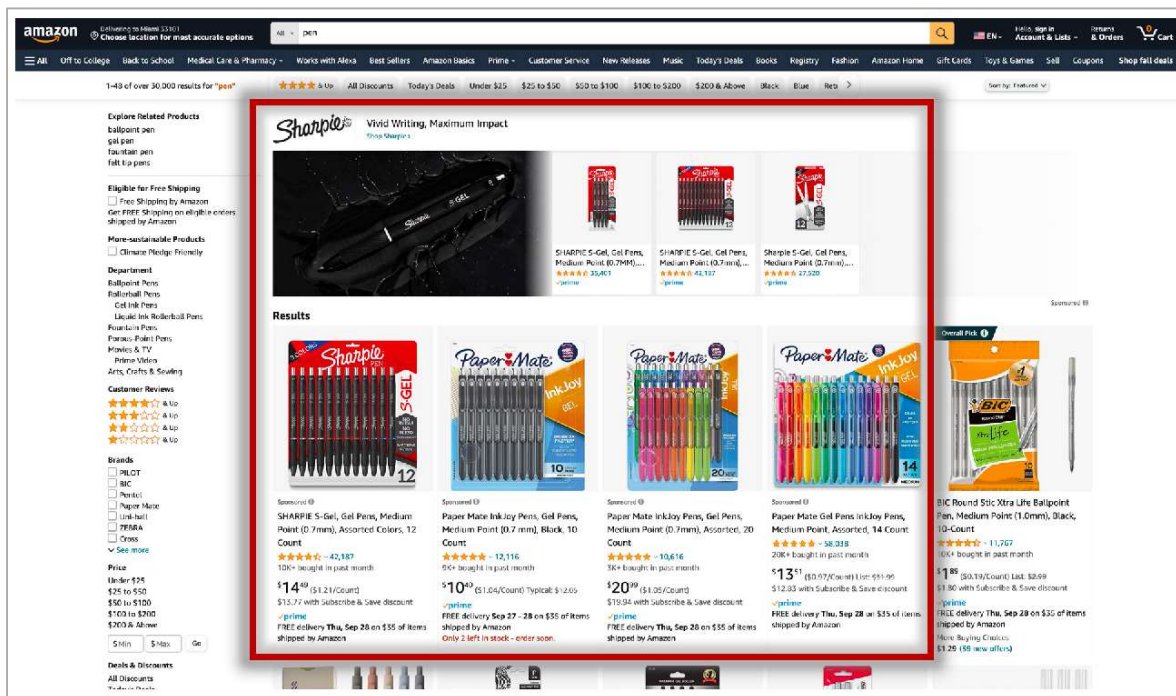 amazon
Delivering to Miami 33101
Choose location for most accurate options
All
pen
EN
Hello, sign in
Account & Lists
Returns
& Orders
0
Cart
All
Off to College
Back to School
Medical Care & Pharmacy
Works with Alexa
Best Sellers
Amazon Basics
Prime
Customer Service
New Releases
Music
Today's Deals
Books
Registry
Fashion
Amazon Home
Gift Cards
Toys & Games
Sell
Coupons
Shop fall deals
1-48 of over 30,000 results for "pen"
& Up
All Discounts
Today's Deals
Under $25
$25 to $50
$50 to $100
$100 to $200
$200 & Above
Black
Blue
Sort by: Featured
Explore Related Products
ballpoint pen
gel pen
fountain pen
felt tip pens
Eligible for Free Shipping
Free Shipping by Amazon
Get FREE Shipping on eligible orders
shipped by Amazon
More-sustainable Products
Climate Pledge Friendly
Department
Ballpoint Pens
Rollerball Pens
Gel Ink Pens
Liquid Ink Rollerball Pens
Fountain Pens
Porous-Point Pens
Movies & TV
Prime Video
Arts, Crafts & Sewing
Customer Reviews
& Up
& Up
& Up
& Up
Brands
PILOT
BIC
Pentel
Paper Mate
Uni-ball
ZEBRA
Cross
See more
Price
Under $25
$25 to $50
$50 to $100
$100 to $200
$200 & Above
$ Min
$ Max
Go
Deals & Discounts
All Discounts
Today's Deals
Sharpie
Vivid Writing, Maximum Impact
Shop Sharpies
Sharpie S·GEL
SHARPIE S-Gel, Gel Pens,
Medium Point (0.7MM),...
35,401
prime
SHARPIE S-Gel, Gel Pens,
Medium Point (0.7mm),...
42,187
prime
Sharpie S-Gel, Gel Pens,
Medium Point (0.7mm),...
27,520
prime
Sponsored
Results
Sharpie
S·GEL
12
Sponsored
SHARPIE S-Gel, Gel Pens, Medium
Point (0.7mm), Assorted Colors, 12
Count
42,187
10K+ bought in past month
$14 49 ($1.21/Count)
$13.77 with Subscribe & Save discount
prime
FREE delivery Thu, Sep 28 on $35 of items
shipped by Amazon
Paper Mate
InkJoy
GEL
10
Sponsored
Paper Mate InkJoy Pens, Gel Pens,
Medium Point (0.7 mm), Black, 10
Count
12,116
9K+ bought in past month
$10 40 ($1.04/Count) Typical: $12.05
prime
FREE delivery Sep 27 - 28 on $35 of items
shipped by Amazon
Only 2 left in stock - order soon.
Paper Mate
InkJoy
GEL
20
Sponsored
Paper Mate InkJoy Pens, Gel Pens,
Medium Point (0.7mm), Assorted, 20
Count
10,616
3K+ bought in past month
$20 99 ($1.05/Count)
$19.94 with Subscribe & Save discount
prime
FREE delivery Thu, Sep 28 on $35 of items
shipped by Amazon
Paper Mate
InkJoy
GEL
14
MEDIUM
Sponsored
Paper Mate Gel Pens InkJoy Pens,
Medium Point, Assorted, 14 Count
58,038
20K+ bought in past month
$13 51 ($0.97/Count) List: $31.99
$12.83 with Subscribe & Save discount
prime
FREE delivery Thu, Sep 28 on $35 of items
shipped by Amazon
Overall Pick
BIC
Xtra Life
10
BIC Round Stic Xtra Life Ballpoint
Pen, Medium Point (1.0mm), Black,
10-Count
11,767
10K+ bought in past month
$1 89 ($0.19/Count) List: $2.99
$1.80 with Subscribe & Save discount
prime
FREE delivery Thu, Sep 28 on $35 of items
shipped by Amazon
More Buying Choices
$1.29 (39 new offers)